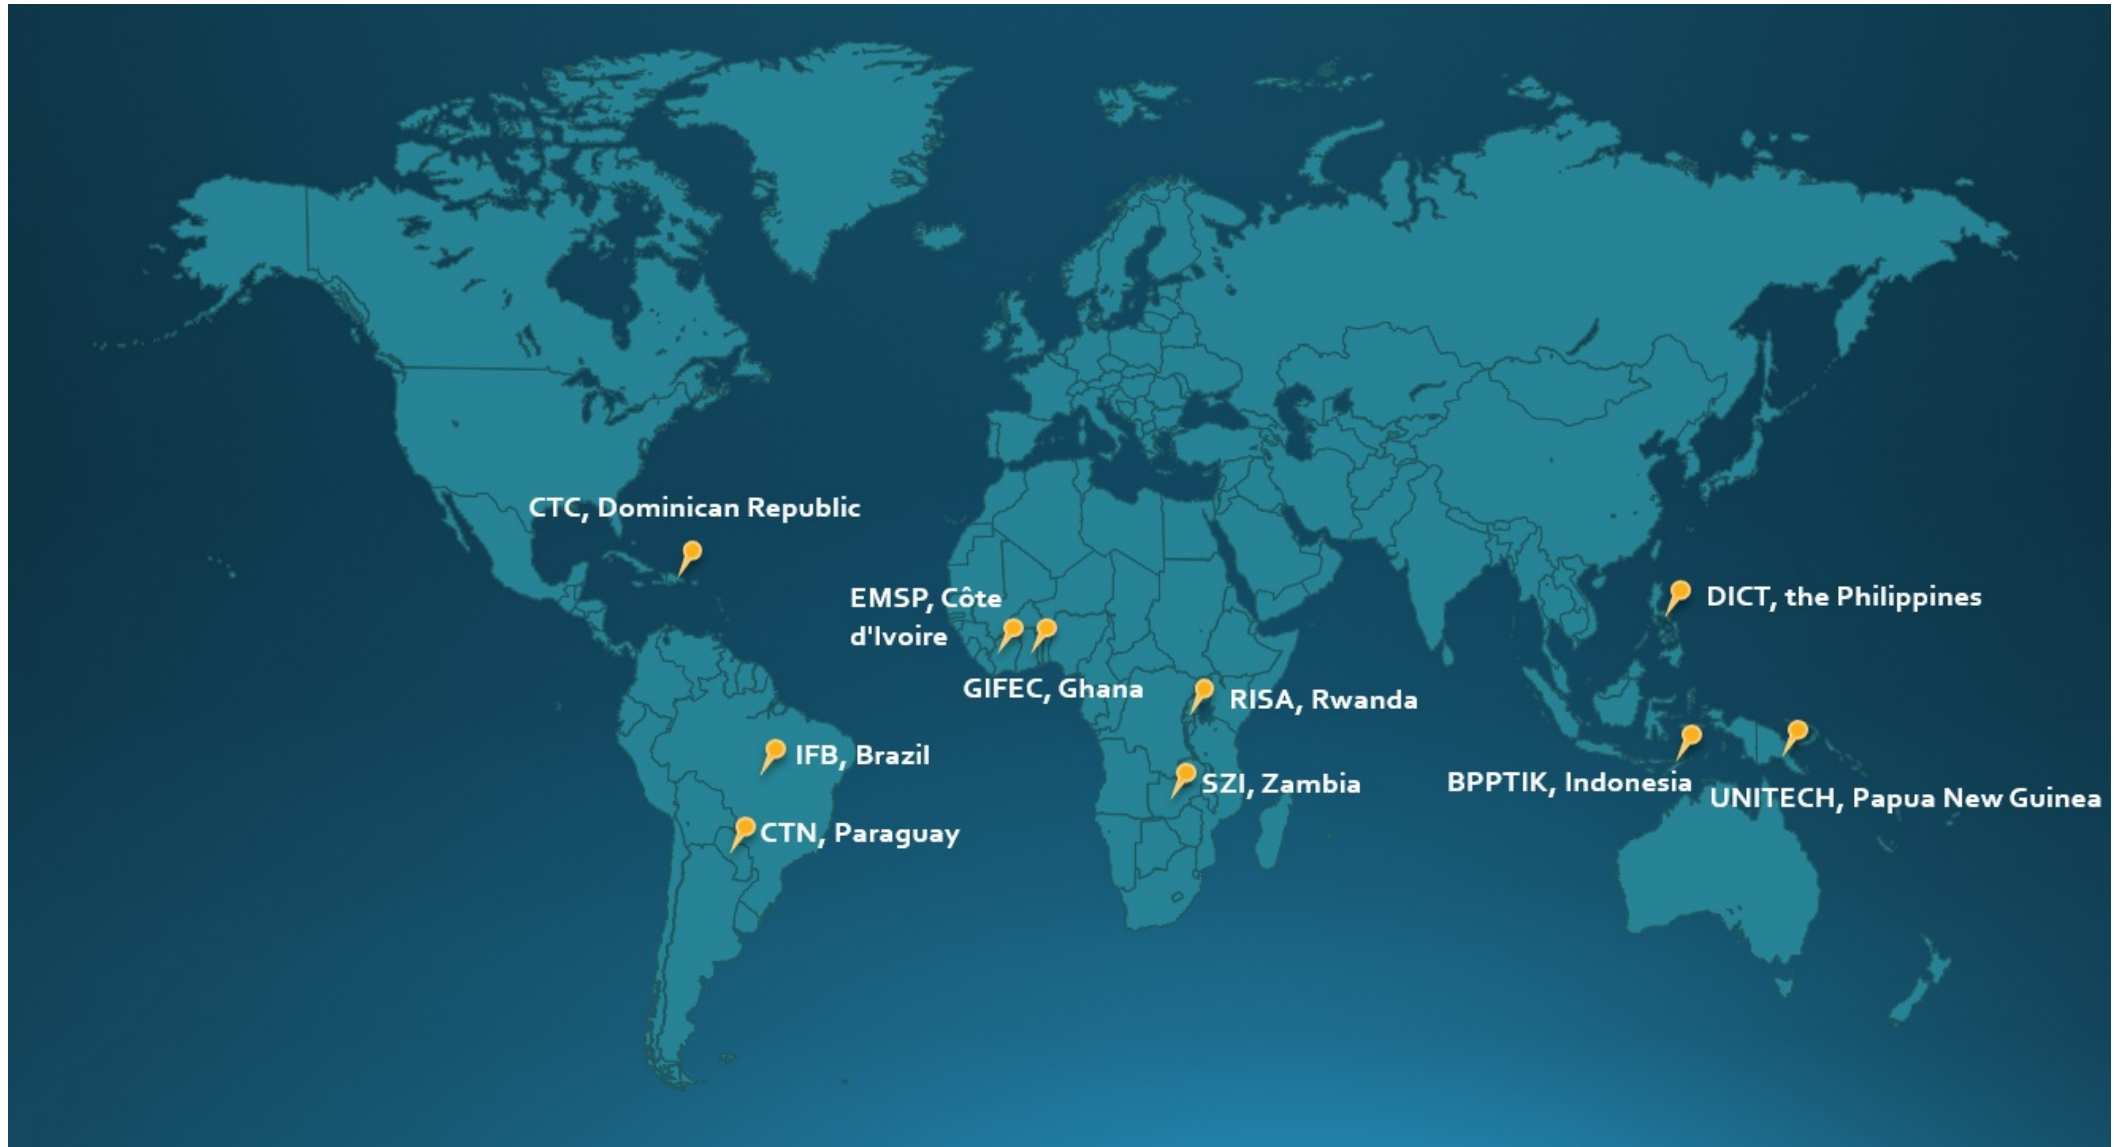 CTC, Dominican Republic
EMSP, Côte
d'Ivoire
DICT, the Philippines
GIFEC, Ghana
RISA, Rwanda
IFB, Brazil
SZI, Zambia
BPPTIK, Indonesia
UNITECH, Papua New Guinea
CTN, Paraguay